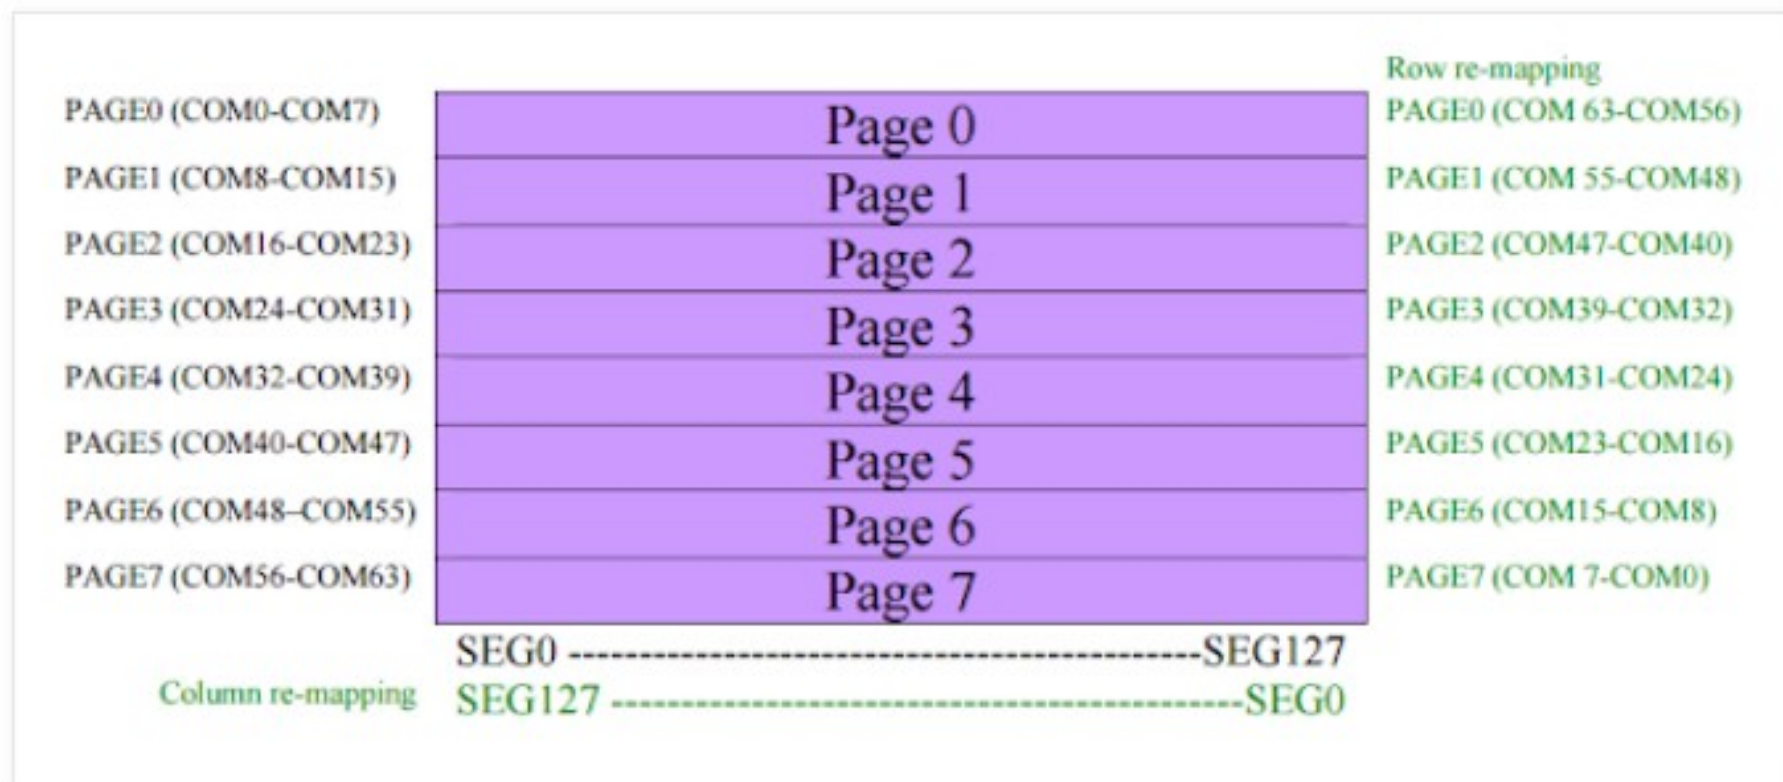 Row re-mapping
PAGE0 (COM0-COM7) Page 0 PAGE0 (COM 63-COM56)
PAGE1 (COM8-COM15) Page 1 PAGE1 (COM 55-COM48)
PAGE2 (COM16-COM23) Page 2 PAGE2 (COM47-COM40)
PAGE3 (COM24-COM31) Page 3 PAGE3 (COM39-COM32)
PAGE4 (COM32-COM39) Page 4 PAGE4 (COM31-COM24)
PAGE5 (COM40-COM47) Page 5 PAGE5 (COM23-COM16)
PAGE6 (COM48–COM55) Page 6 PAGE6 (COM15-COM8)
PAGE7 (COM56-COM63) Page 7 PAGE7 (COM 7-COM0)
SEG0 ---------------------------------------------SEG127
Column re-mapping SEG127 ---------------------------------------------SEG0